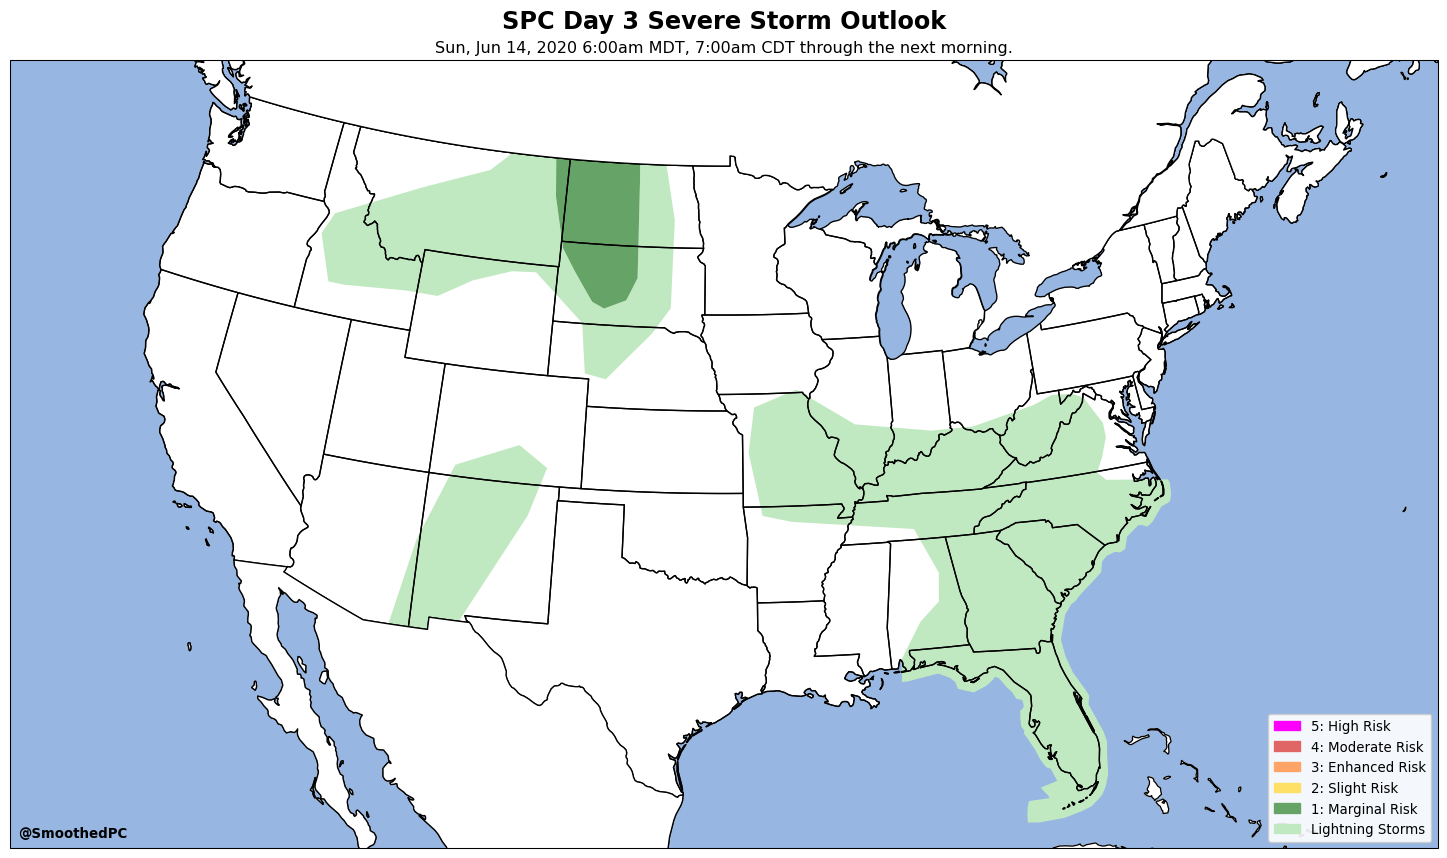 SPC Day 3 Severe Storm Outlook
Sun, Jun 14, 2020 6:00am MDT, 7:00am CDT through the next morning.
5: High Risk
4: Moderate Risk
3: Enhanced Risk
2: Slight Risk
1: Marginal Risk
Lightning Storms
@SmoothedPC